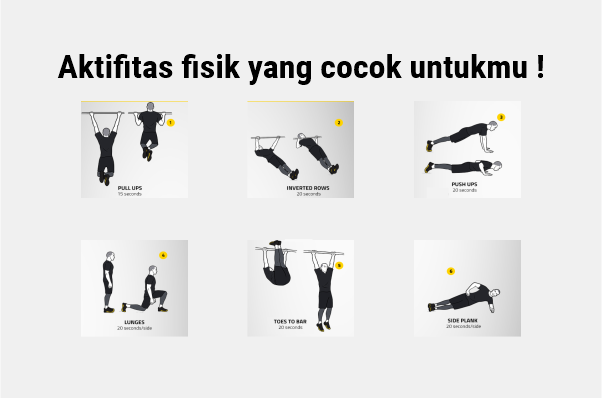 Aktifitas fisik yang cocok untukmu !
1
PULL UPS
15 seconds
2
INVERTED ROWS
20 seconds
3
PUSH UPS
20 seconds
4
LUNGES
20 seconds/side
5
TOES TO BAR
20 seconds
6
SIDE PLANK
20 seconds/side